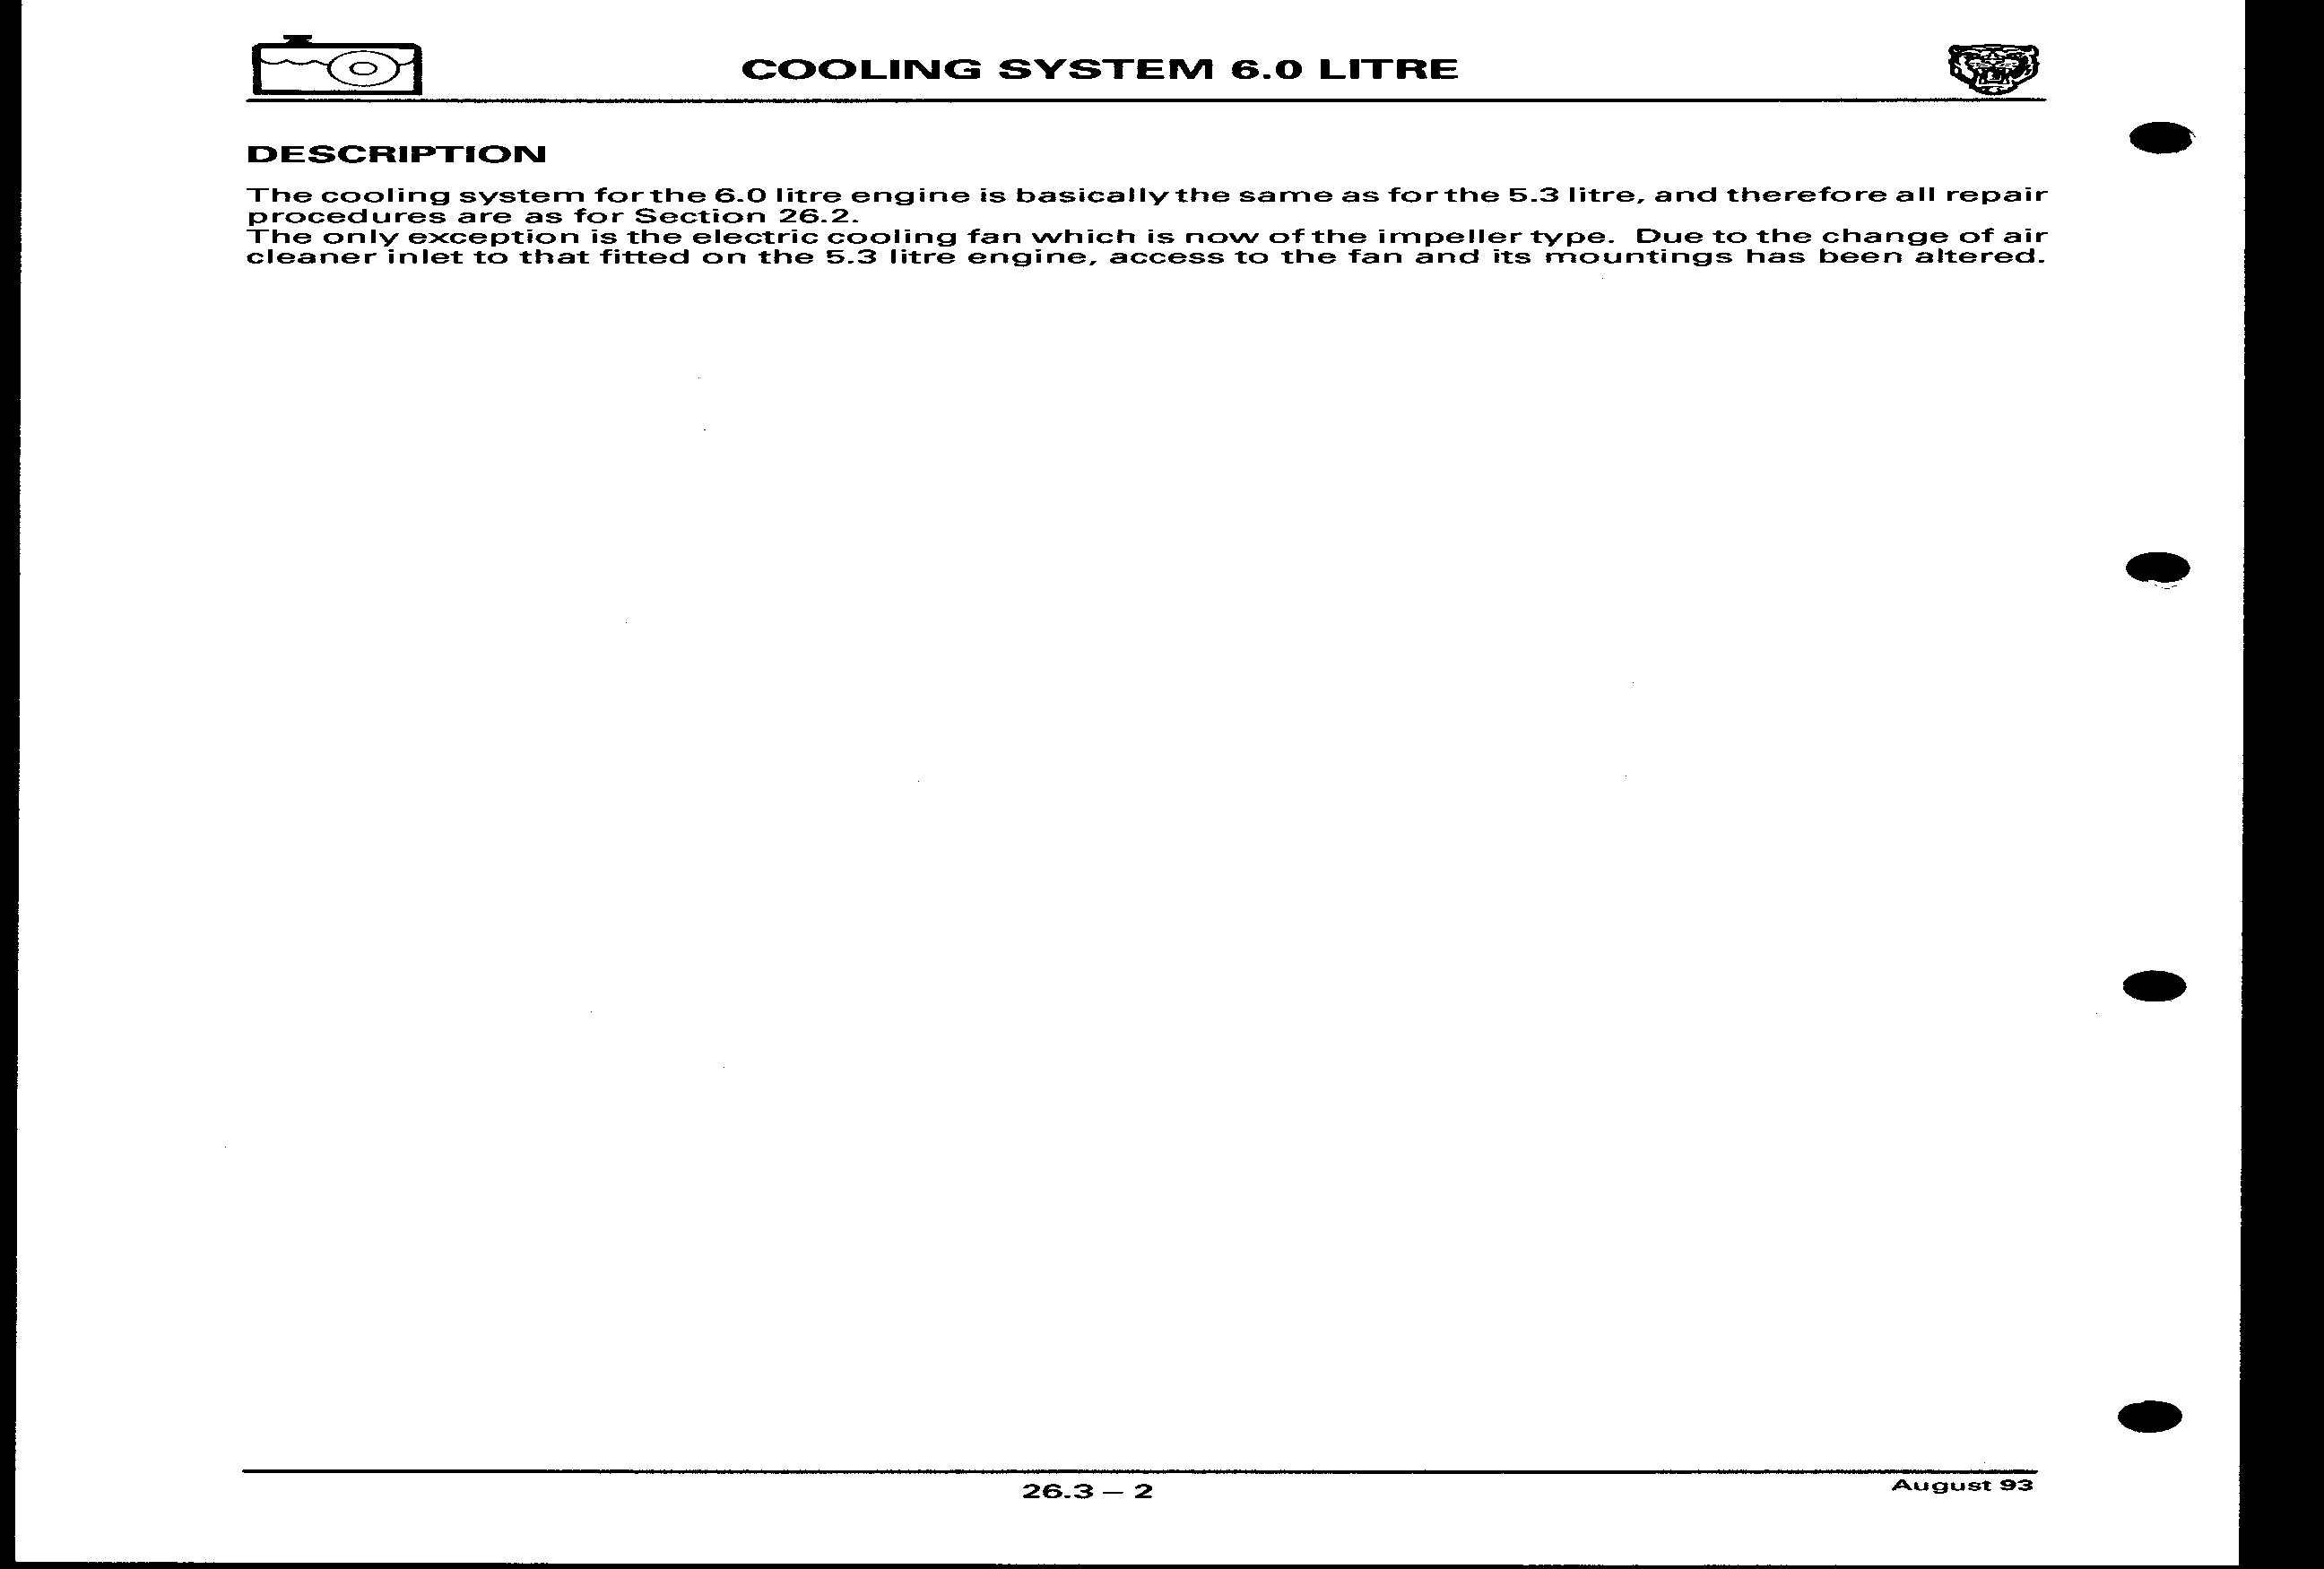 COOLING SYSTEM 6.0 LITRE
DESCRIPTION
The cooling system for the 6.0 litre engine is basically the same as for the 5.3 litre, and therefore all repair
procedures are as for Section 26.2.
The only exception is the electric cooling fan which is now of the impeller type. Due to the change of air
cleaner inlet to that fitted on the 5.3 litre engine, access to the fan and its mountings has been altered.
26.3 – 2
August 93